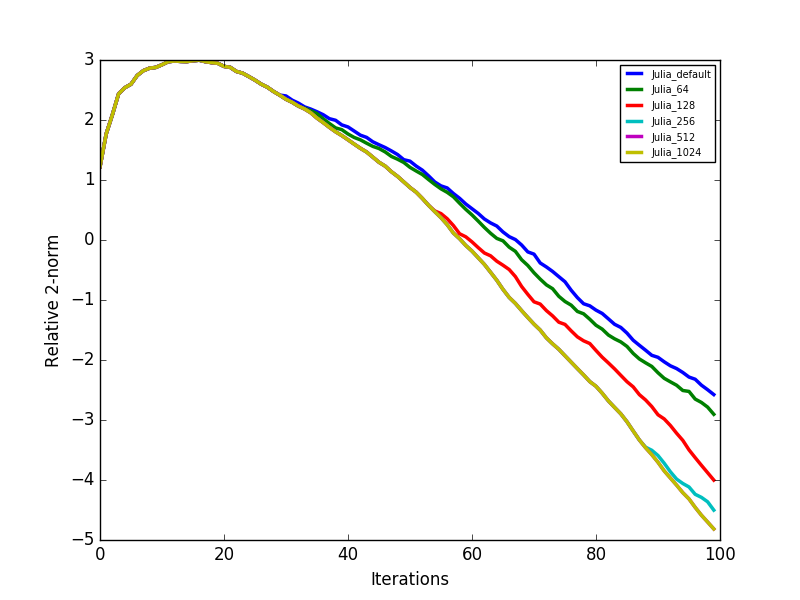 3
2
1
0
−1
−2
−3
−4
−5
Relative 2-norm
Julia_default
Julia_64
Julia_128
Julia_256
Julia_512
Julia_1024
0 20 40 60 80 100
Iterations